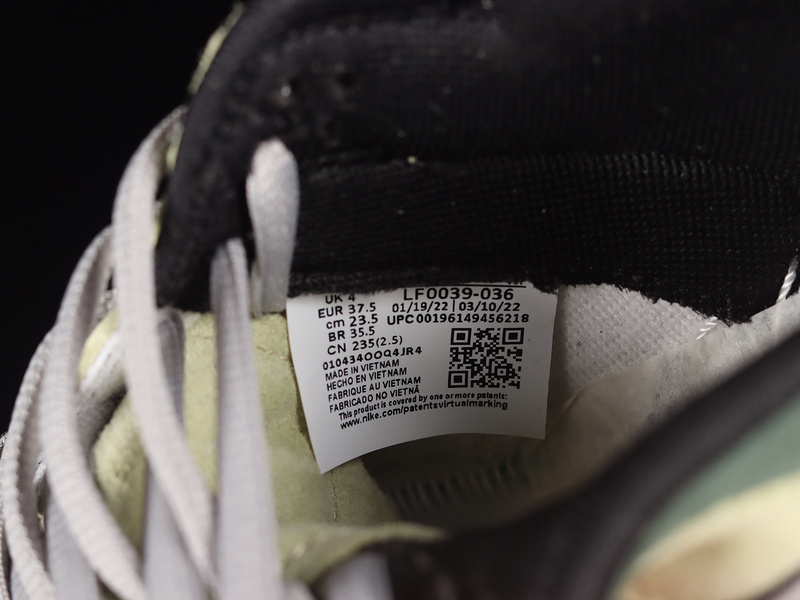 UK 4
EUR 37.5
cm 23.5
BR 35.5
CN 235(2.5)
LF0039-036
01/19/22 | 03/10/22
UPC00196149456218
010434OOQ4JR4
MADE IN VIETNAM
HECHO EN VIETNAM
FABRIQUE AU VIETNAM
FABRICADO NO VIETNÃ
This product is covered by one or more patents:
www.nike.com/patentsvirtualmarking